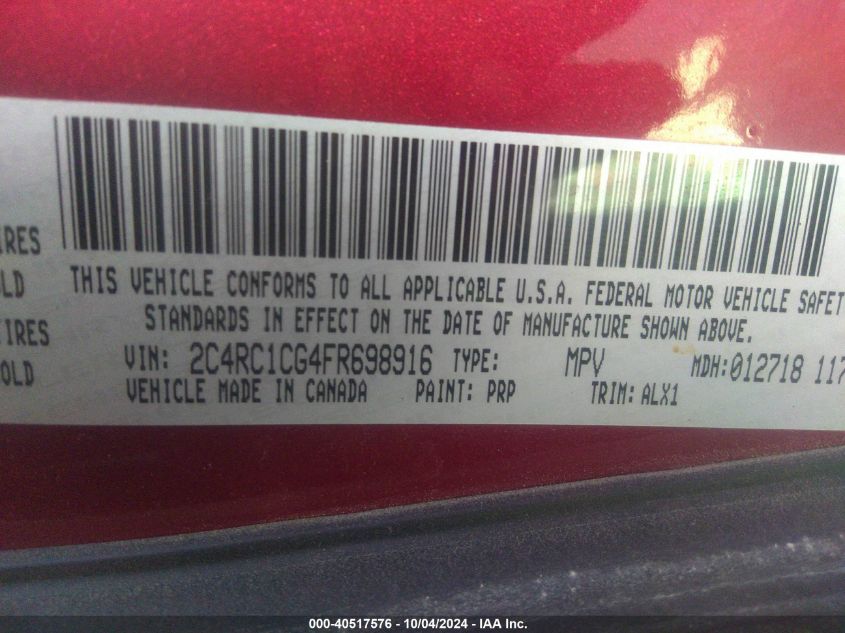 IRES
OLD
THIS VEHICLE CONFORMS TO ALL APPLICABLE U.S.A. FEDERAL MOTOR VEHICLE SAFET
IRES
STANDARDS IN EFFECT ON THE DATE OF MANUFACTURE SHOWN ABOVE.
OLD
VIN: 2C4RC1CG4FR698916 TYPE: MPV MDH:012718 117
VEHICLE MADE IN CANADA PAINT: PRP TRIM: ALX1
000-40517576 - 10/04/2024 - IAA Inc.